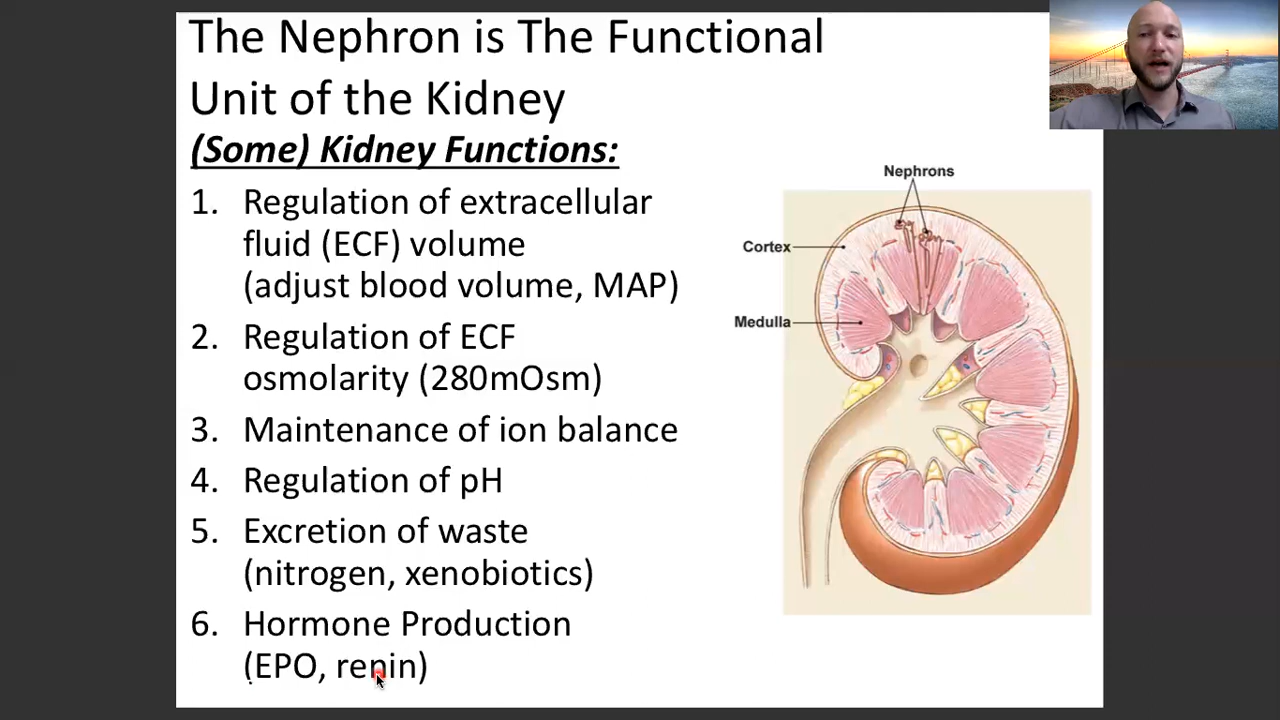 The Nephron is The Functional
Unit of the Kidney
(Some) Kidney Functions:
1. Regulation of extracellular
fluid (ECF) volume
(adjust blood volume, MAP)
2. Regulation of ECF
osmolarity (280mOsm)
3. Maintenance of ion balance
4. Regulation of pH
5. Excretion of waste
(nitrogen, xenobiotics)
6. Hormone Production
(EPO, renin)
Nephrons
Cortex
Medulla